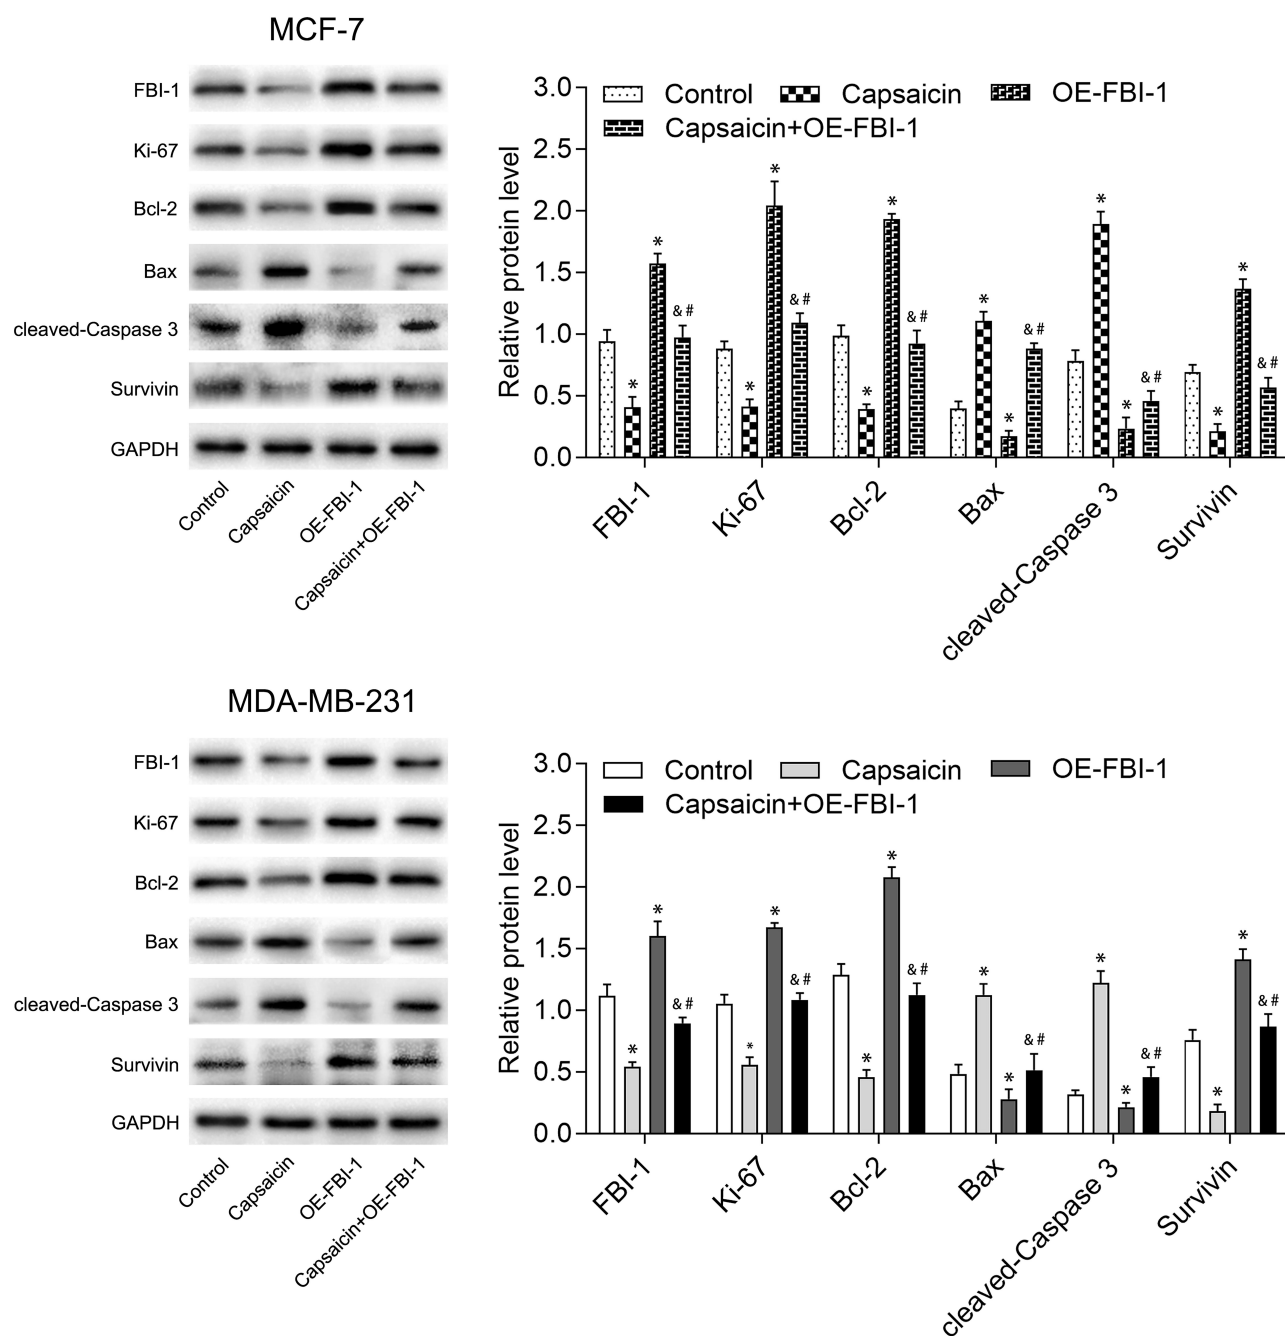 MCF-7
FBI-1
Ki-67
Bcl-2
Bax
cleaved-Caspase 3
Survivin
GAPDH
Control
Capsaicin
OE-FBI-1
Capsaicin+OE-FBI-1
Relative protein level
3.0
2.5
2.0
1.5
1.0
0.5
0.0
Control Capsaicin OE-FBI-1
Capsaicin+OE-FBI-1
* * &#
* * &#
* * &#
* * &#
* * &#
* * &#
FBI-1
Ki-67
Bcl-2
Bax
cleaved-Caspase 3
Survivin
MDA-MB-231
FBI-1
Ki-67
Bcl-2
Bax
cleaved-Caspase 3
Survivin
GAPDH
Control
Capsaicin
OE-FBI-1
Capsaicin+OE-FBI-1
Relative protein level
3.0
2.5
2.0
1.5
1.0
0.5
0.0
Control Capsaicin OE-FBI-1
Capsaicin+OE-FBI-1
* * &#
* * &#
* * &#
* * &#
* * &#
* * &#
FBI-1
Ki-67
Bcl-2
Bax
cleaved-Caspase 3
Survivin